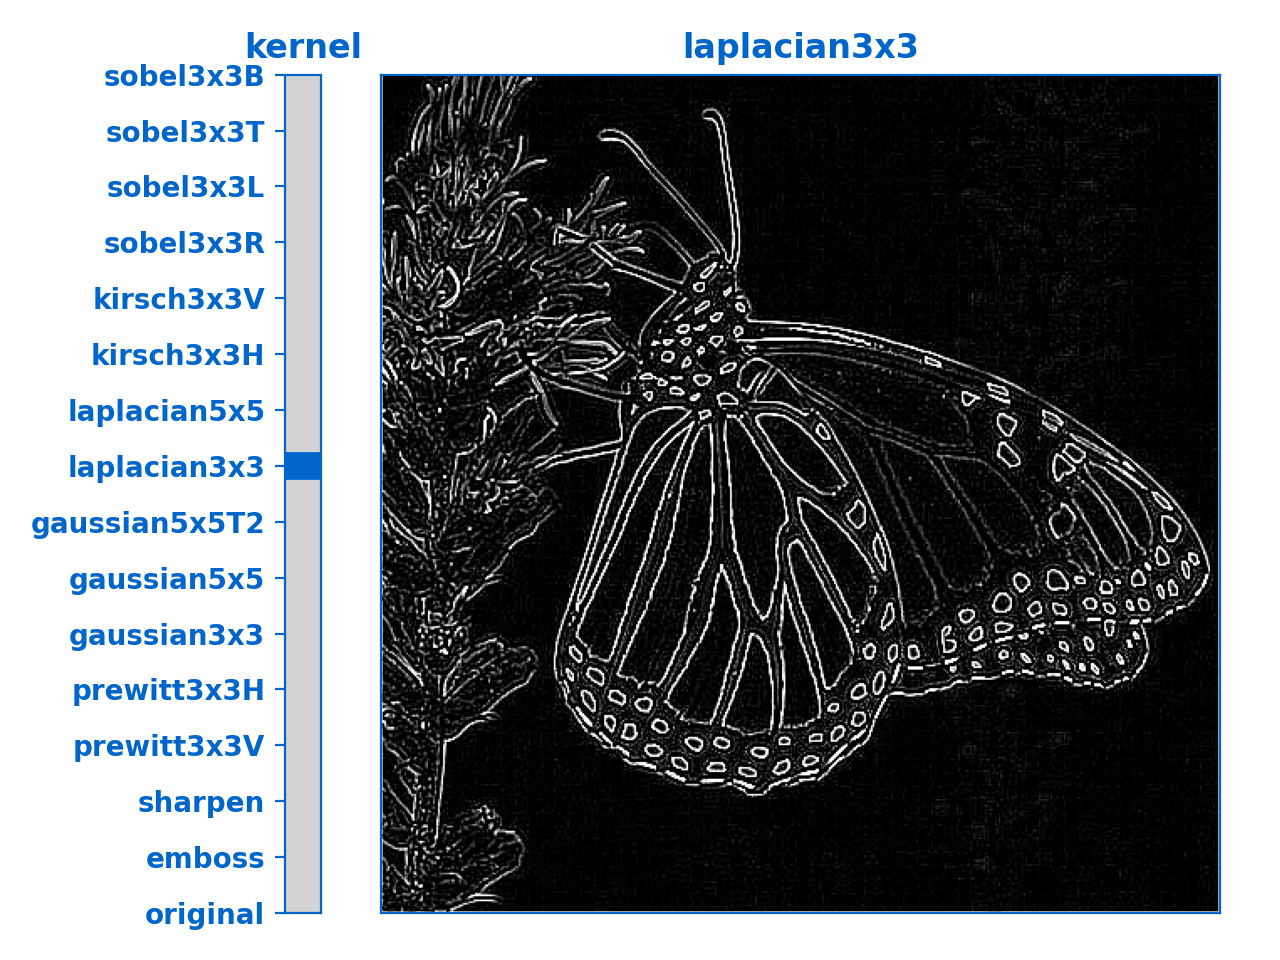 kernel
laplacian3x3
sobel3x3B
sobel3x3T
sobel3x3L
sobel3x3R
kirsch3x3V
kirsch3x3H
laplacian5x5
laplacian3x3
gaussian5x5T2
gaussian5x5
gaussian3x3
prewitt3x3H
prewitt3x3V
sharpen
emboss
original